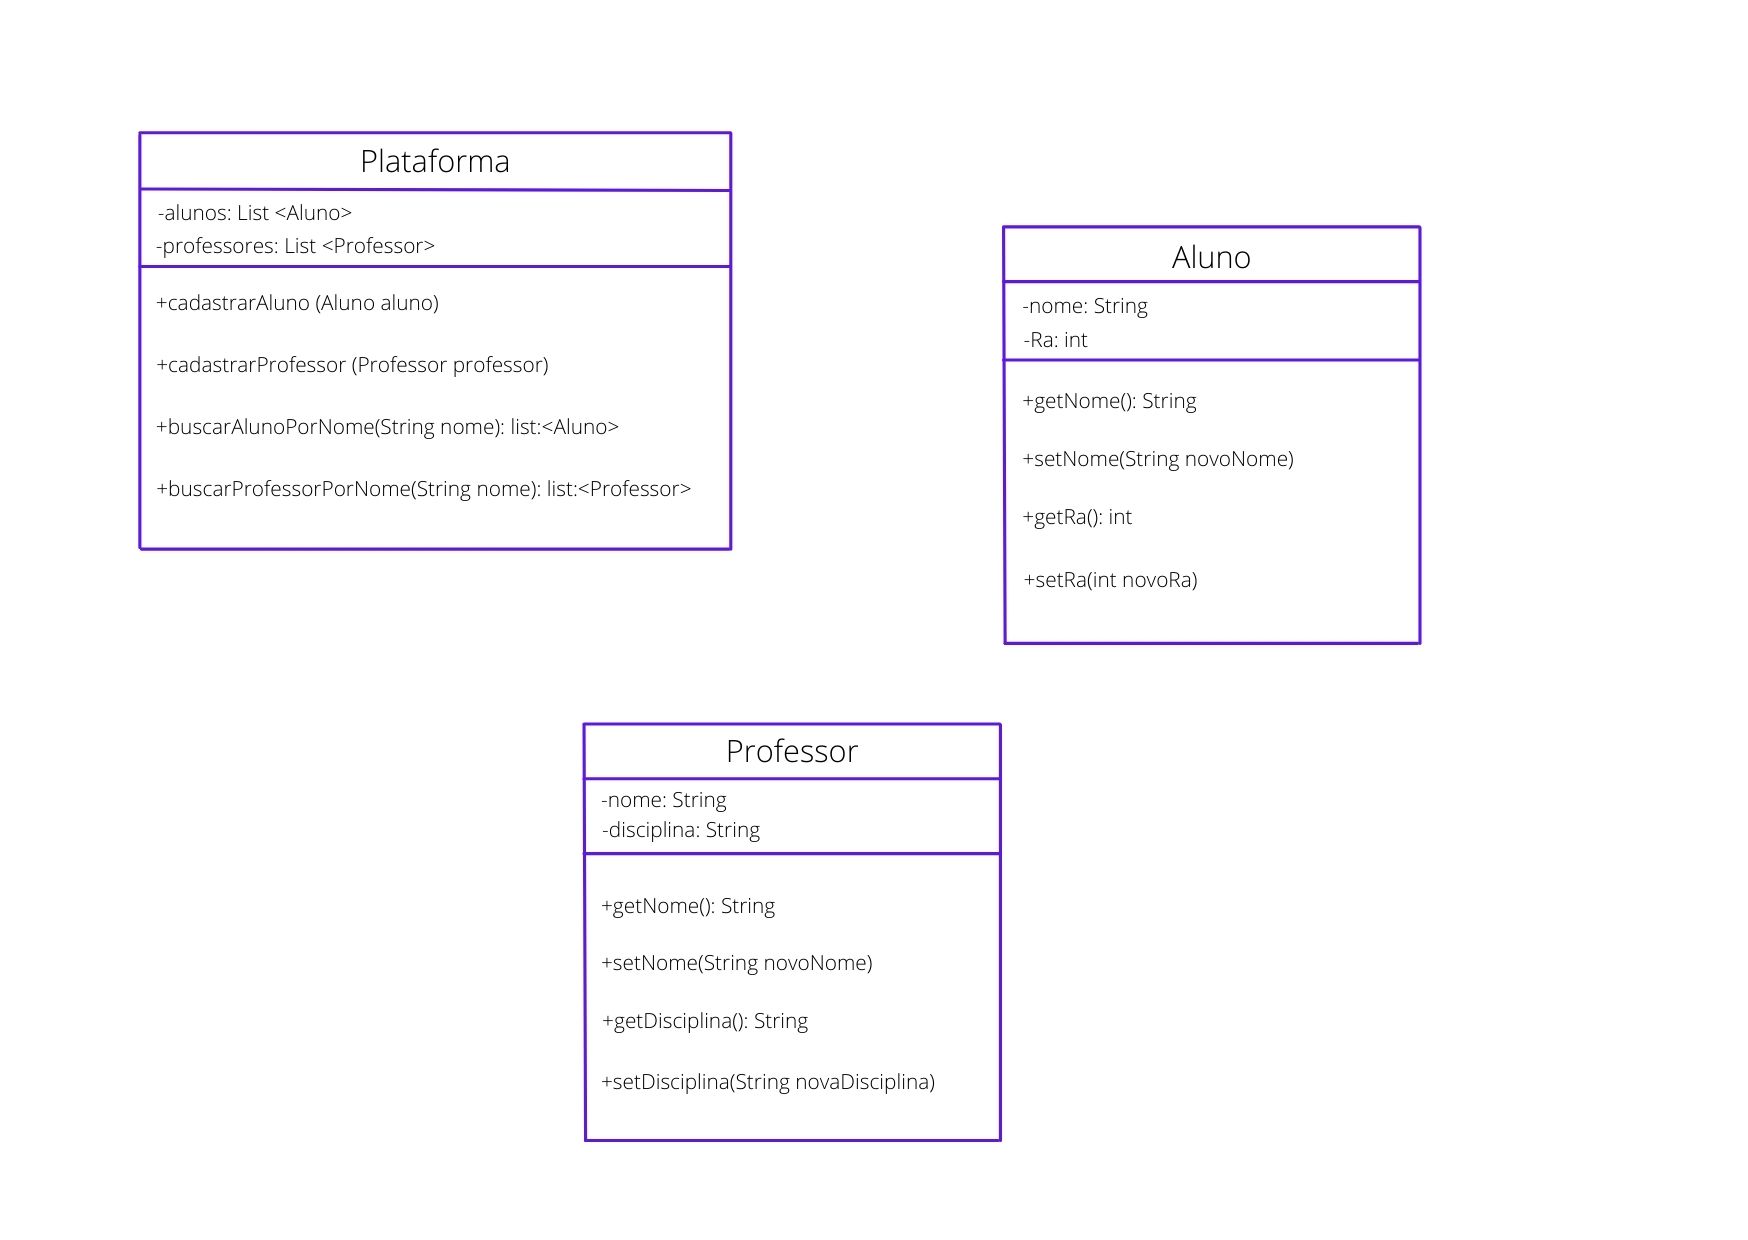 Plataforma
-alunos: List <Aluno>
-professores: List <Professor>
+cadastrarAluno (Aluno aluno)
+cadastrarProfessor (Professor professor)
+buscarAlunoPorNome(String nome): list:<Aluno>
+buscarProfessorPorNome(String nome): list:<Professor>
Aluno
-nome: String
-Ra: int
+getNome(): String
+setNome(String novoNome)
+getRa(): int
+setRa(int novoRa)
Professor
-nome: String
-disciplina: String
+getNome(): String
+setNome(String novoNome)
+getDisciplina(): String
+setDisciplina(String novaDisciplina)